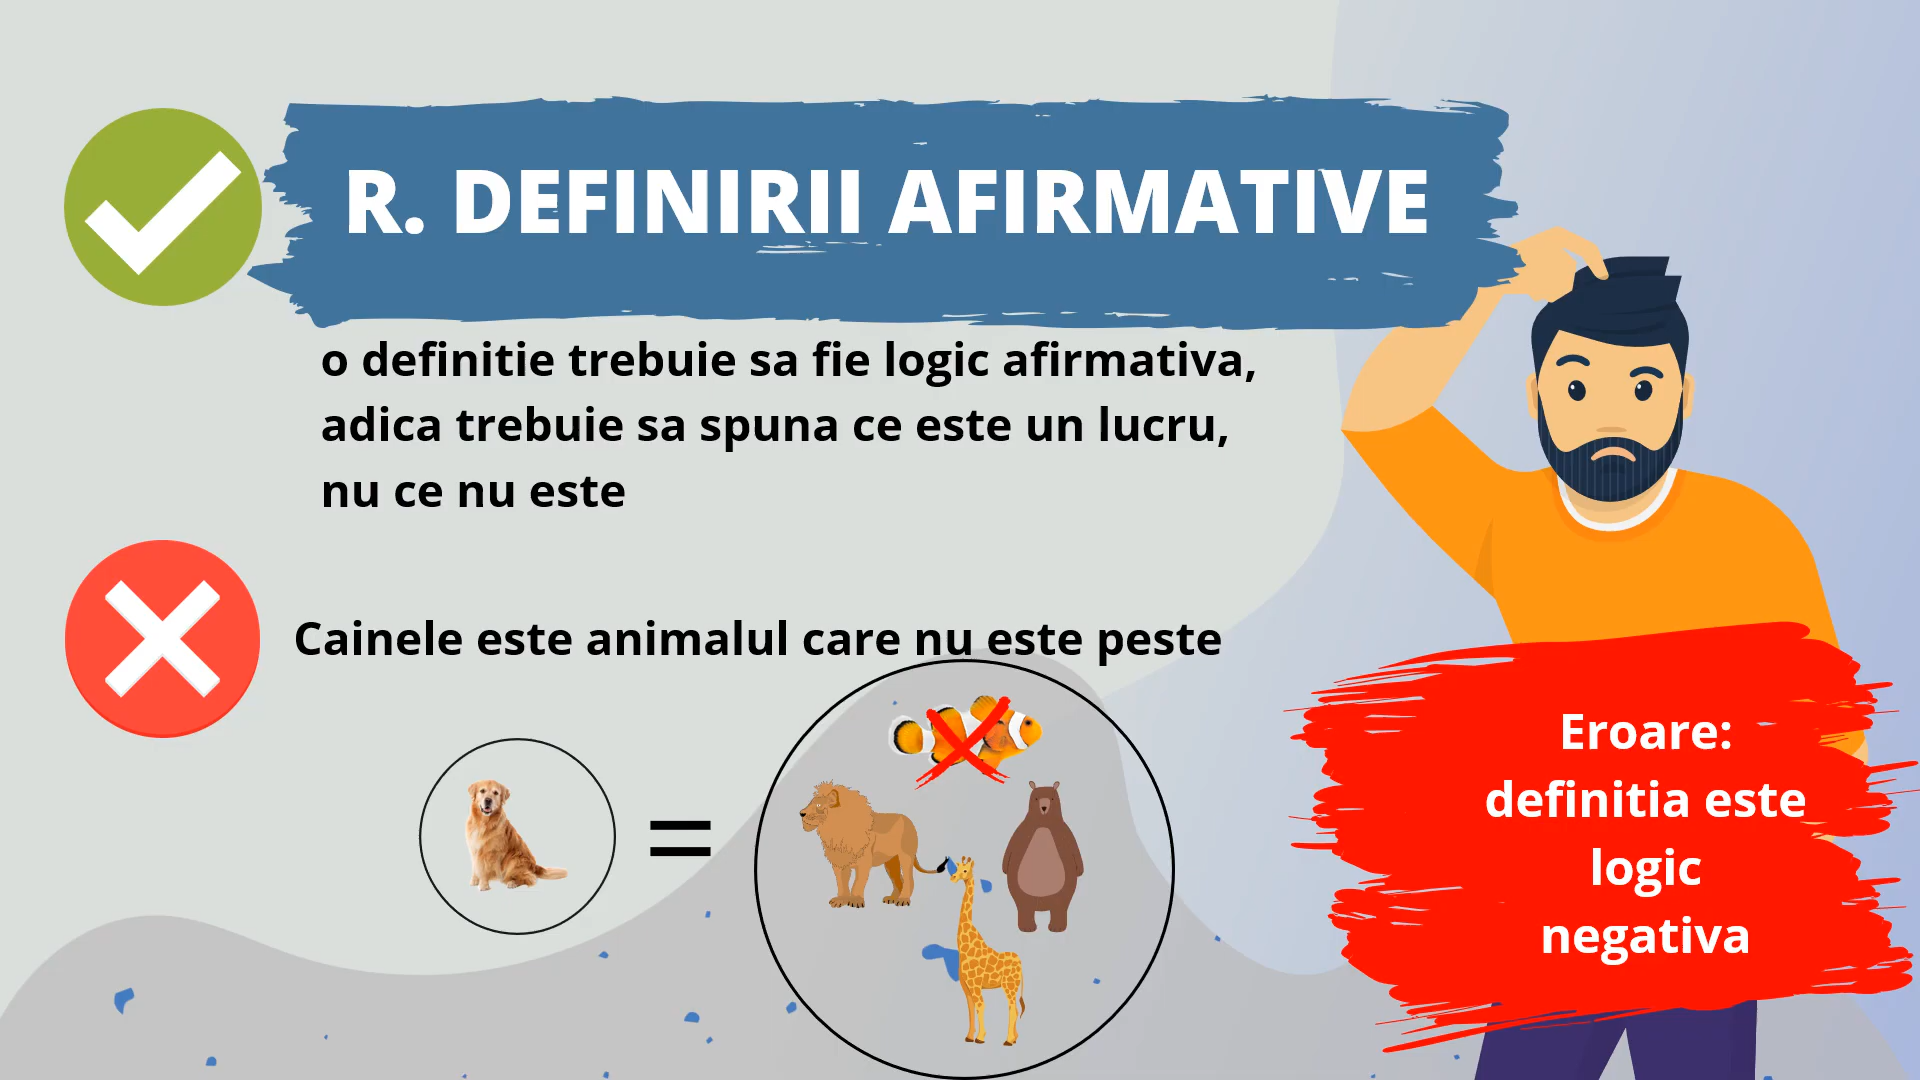 R. DEFINIRII AFIRMATIVE
o definitie trebuie sa fie logic afirmativa,
adica trebuie sa spuna ce este un lucru,
nu ce nu este
Cainele este animalul care nu este peste
Eroare:
definitia este
logic
negativa